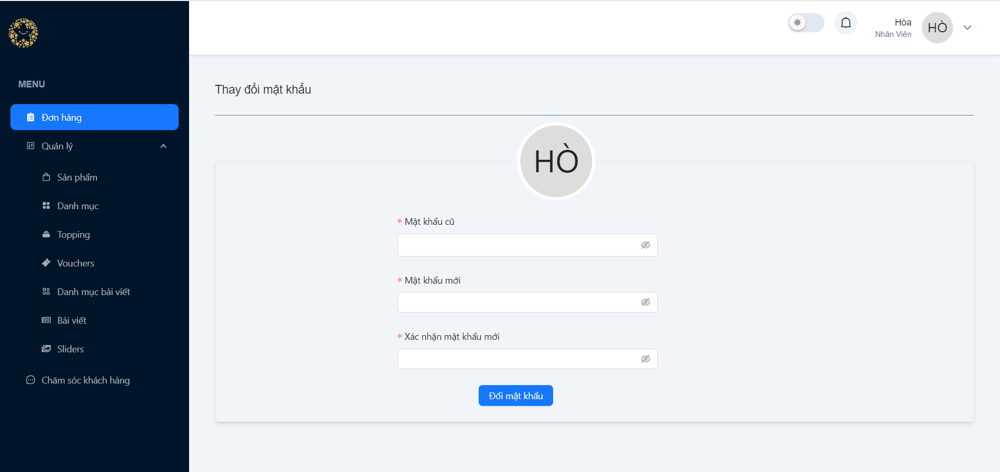 MENU
Đơn hàng
Quản lý
Sản phẩm
Danh mục
Topping
Vouchers
Danh mục bài viết
Bài viết
Sliders
Chăm sóc khách hàng
Hòa
Nhân Viên
HÒ
Thay đổi mật khẩu
HÒ
* Mật khẩu cũ
* Mật khẩu mới
* Xác nhận mật khẩu mới
Đổi mật khẩu